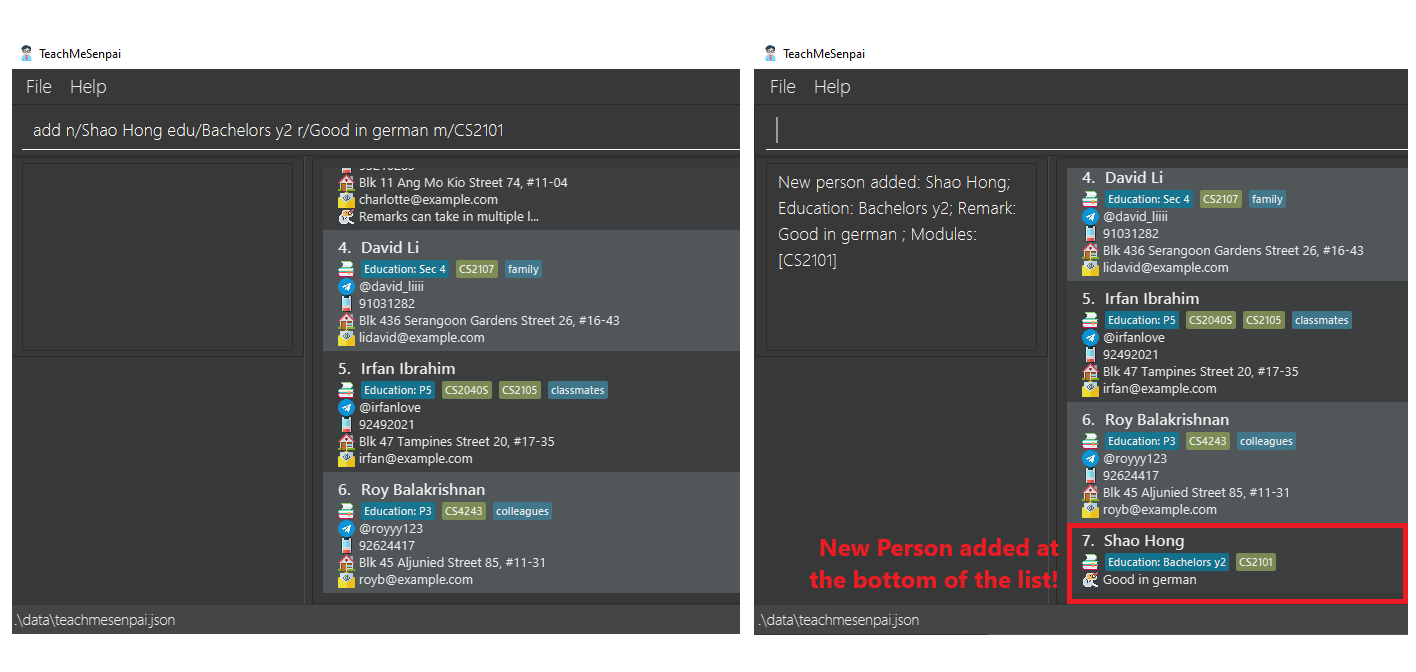 TeachMeSenpai
File Help
add n/Shao Hong edu/Bachelors y2 r/Good in german m/CS2101
Blk 11 Ang Mo Kio Street 74, #11-04
charlotte@example.com
Remarks can take in multiple l...
4. David Li
Education: Sec 4 CS2107 family
@david_liiii
91031282
Blk 436 Serangoon Gardens Street 26, #16-43
lidavid@example.com
5. Irfan Ibrahim
Education: P5 CS2040S CS2105 classmates
@irfanlove
92492021
Blk 47 Tampines Street 20, #17-35
irfan@example.com
6. Roy Balakrishnan
Education: P3 CS4243 colleagues
@royyy123
92624417
Blk 45 Aljunied Street 85, #11-31
royb@example.com
.\data\teachmesenpai.json
TeachMeSenpai
File Help
New person added: Shao Hong;
Education: Bachelors y2; Remark:
Good in german ; Modules:
[CS2101]
4. David Li
Education: Sec 4 CS2107 family
@david_liiii
91031282
Blk 436 Serangoon Gardens Street 26, #16-43
lidavid@example.com
5. Irfan Ibrahim
Education: P5 CS2040S CS2105 classmates
@irfanlove
92492021
Blk 47 Tampines Street 20, #17-35
irfan@example.com
6. Roy Balakrishnan
Education: P3 CS4243 colleagues
@royyy123
92624417
Blk 45 Aljunied Street 85, #11-31
royb@example.com
New Person added at
the bottom of the list!
7. Shao Hong
Education: Bachelors y2 CS2101
Good in german
.\data\teachmesenpai.json